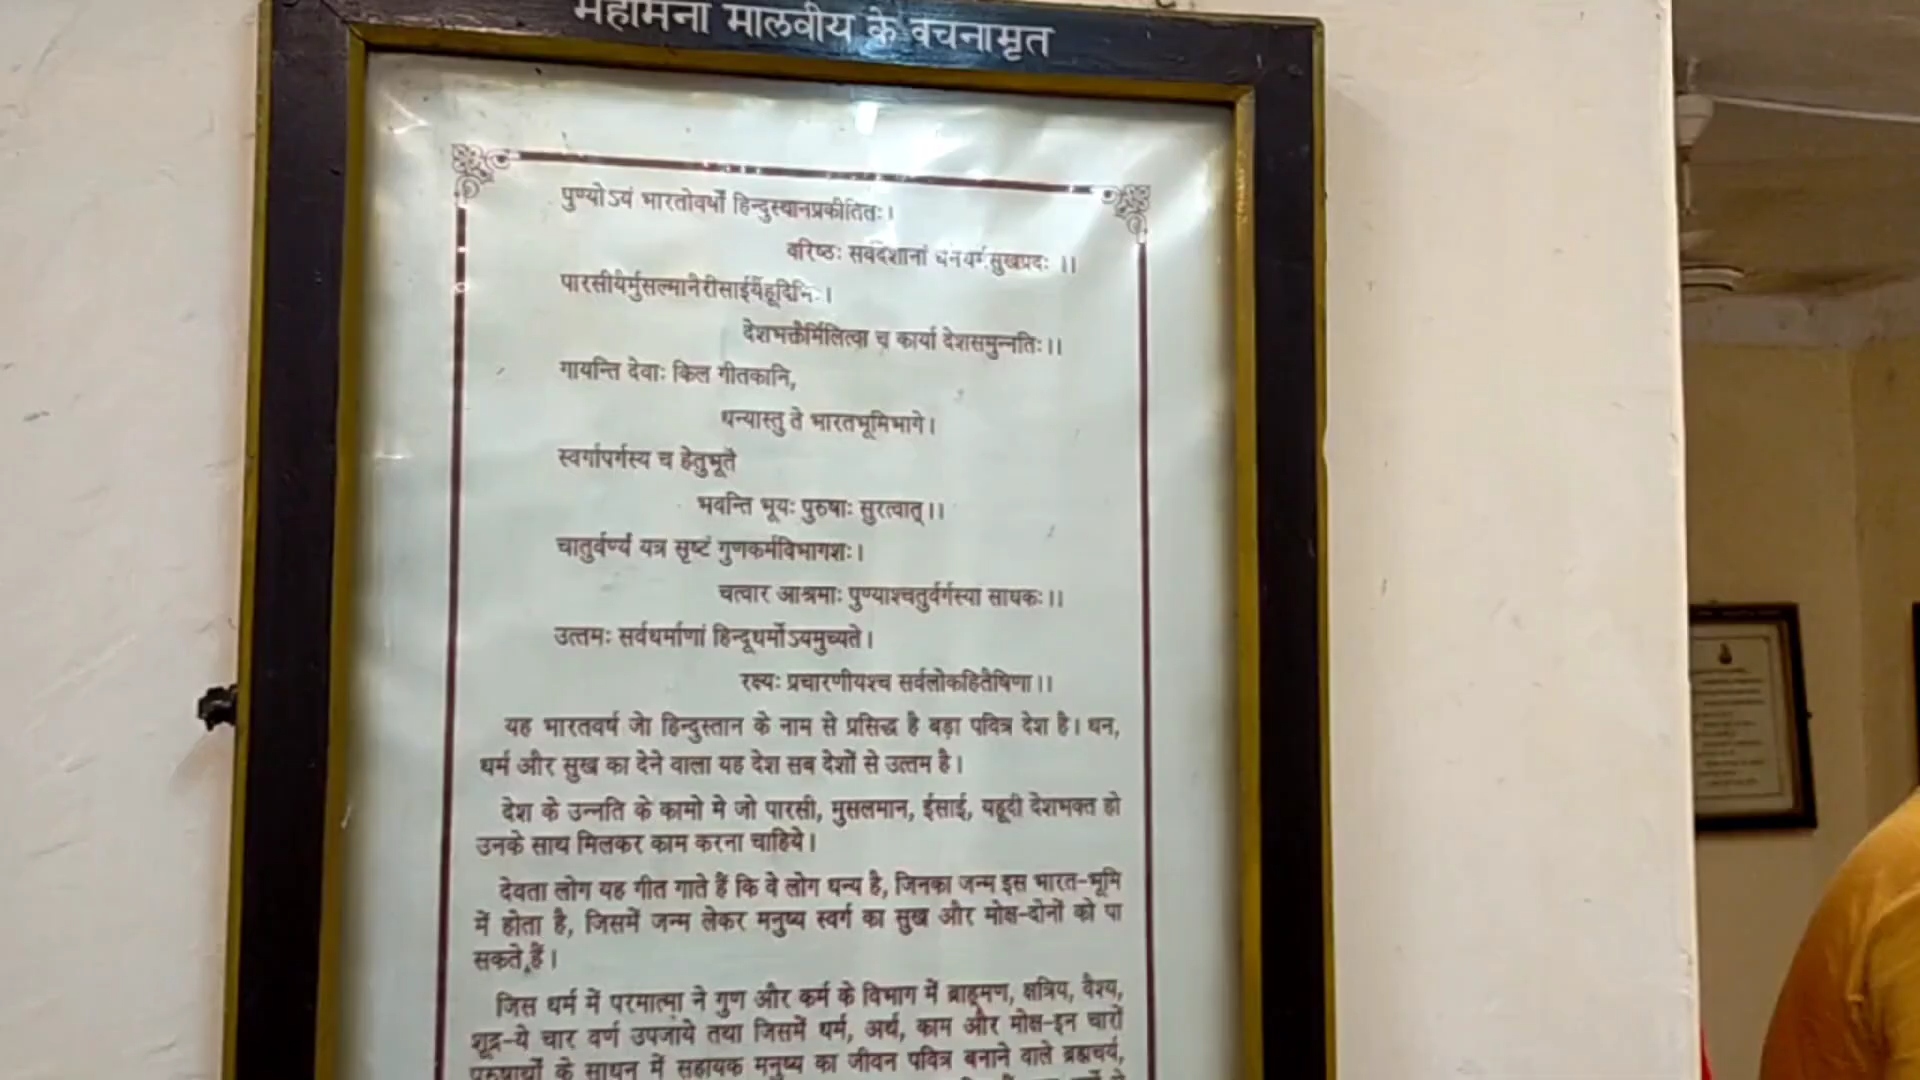 महामना मालवीय के वचनामृत
पुण्योऽयं भारतोवर्षो हिन्दुस्थानप्रकीतितः।
वरिष्ठः सर्वदेशानां धनधर्मसुखप्रदः ।।
पारसीयैर्मुसल्मानैरीसाईयैहूदिभिः।
देशभक्तैर्मिलित्वा च कार्या देशसमुन्नतिः।।
गायन्ति देवाः किल गीतकानि,
धन्यास्तु ते भारतभूमिभागे।
स्वर्गापर्गस्य च हेतुभूते
भवन्ति भूयः पुरुषाः सुरत्वात्।।
चातुर्वर्ण्यं यत्र सृष्टं गुणकर्मविभागशः।
चत्वार आश्रमाः पुण्याश्चतुर्वर्गस्या साधकः।।
उत्तमः सर्वधर्माणां हिन्दूधर्मोऽयमुच्यते।
रक्ष्यः प्रचारणीयश्च सर्वलोकहितैषिणा।।
यह भारतवर्ष जेा हिन्दुस्तान के नाम से प्रसिद्ध है बड़ा पवित्र देश है। धन,
धर्म और सुख का देने वाला यह देश सब देशों से उत्तम है।
देश के उन्नति के कामो मे जो पारसी, मुसलमान, ईसाई, यहूदी देशभक्त हो
उनके साथ मिलकर काम करना चाहिये।
देवता लोग यह गीत गाते हैं कि वे लोग धन्य है, जिनका जन्म इस भारत-भूमि
में होता है, जिसमें जन्म लेकर मनुष्य स्वर्ग का सुख और मोक्ष-दोनों को पा
सकते हैं।
जिस धर्म में परमात्मा ने गुण और कर्म के विभाग में ब्राह्मण, क्षत्रिय, वैश्य,
शूद्र-ये चार वर्ण उपजाये तथा जिसमें धर्म, अर्थ, काम और मोक्ष-इन चारों
पुरुषार्थों के साधन में सहायक मनुष्य का जीवन पवित्र बनाने वाले ब्रह्मचर्य,